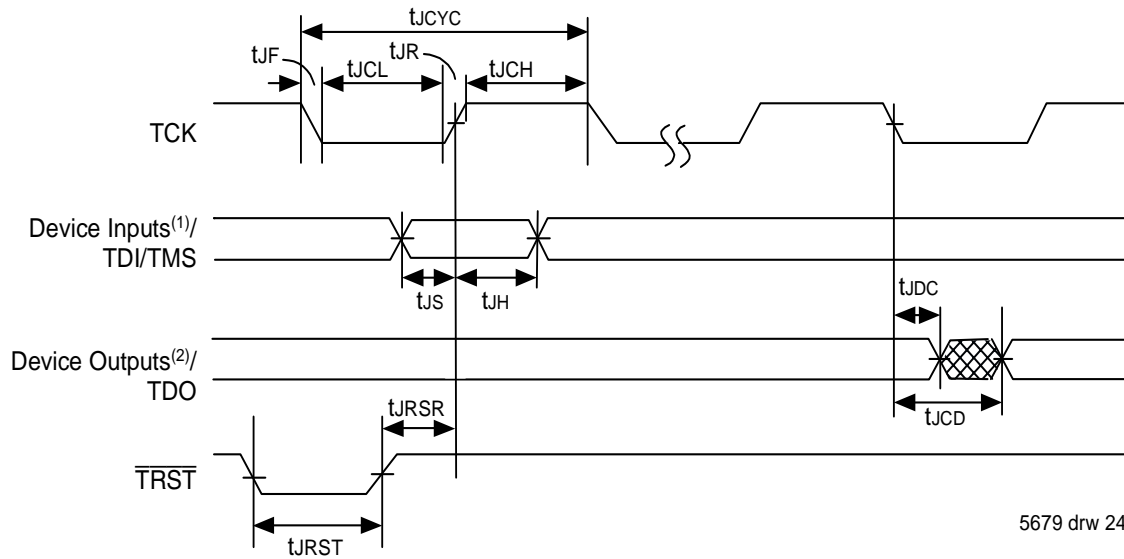 tJCYC
tJF
tJR
tJCL
tJCH
TCK
Device Inputs(1)/
TDI/TMS
tJS
tJH
tJDC
Device Outputs(2)/
TDO
tJRSR
tJCD
TRST
tJRST
5679 drw 24